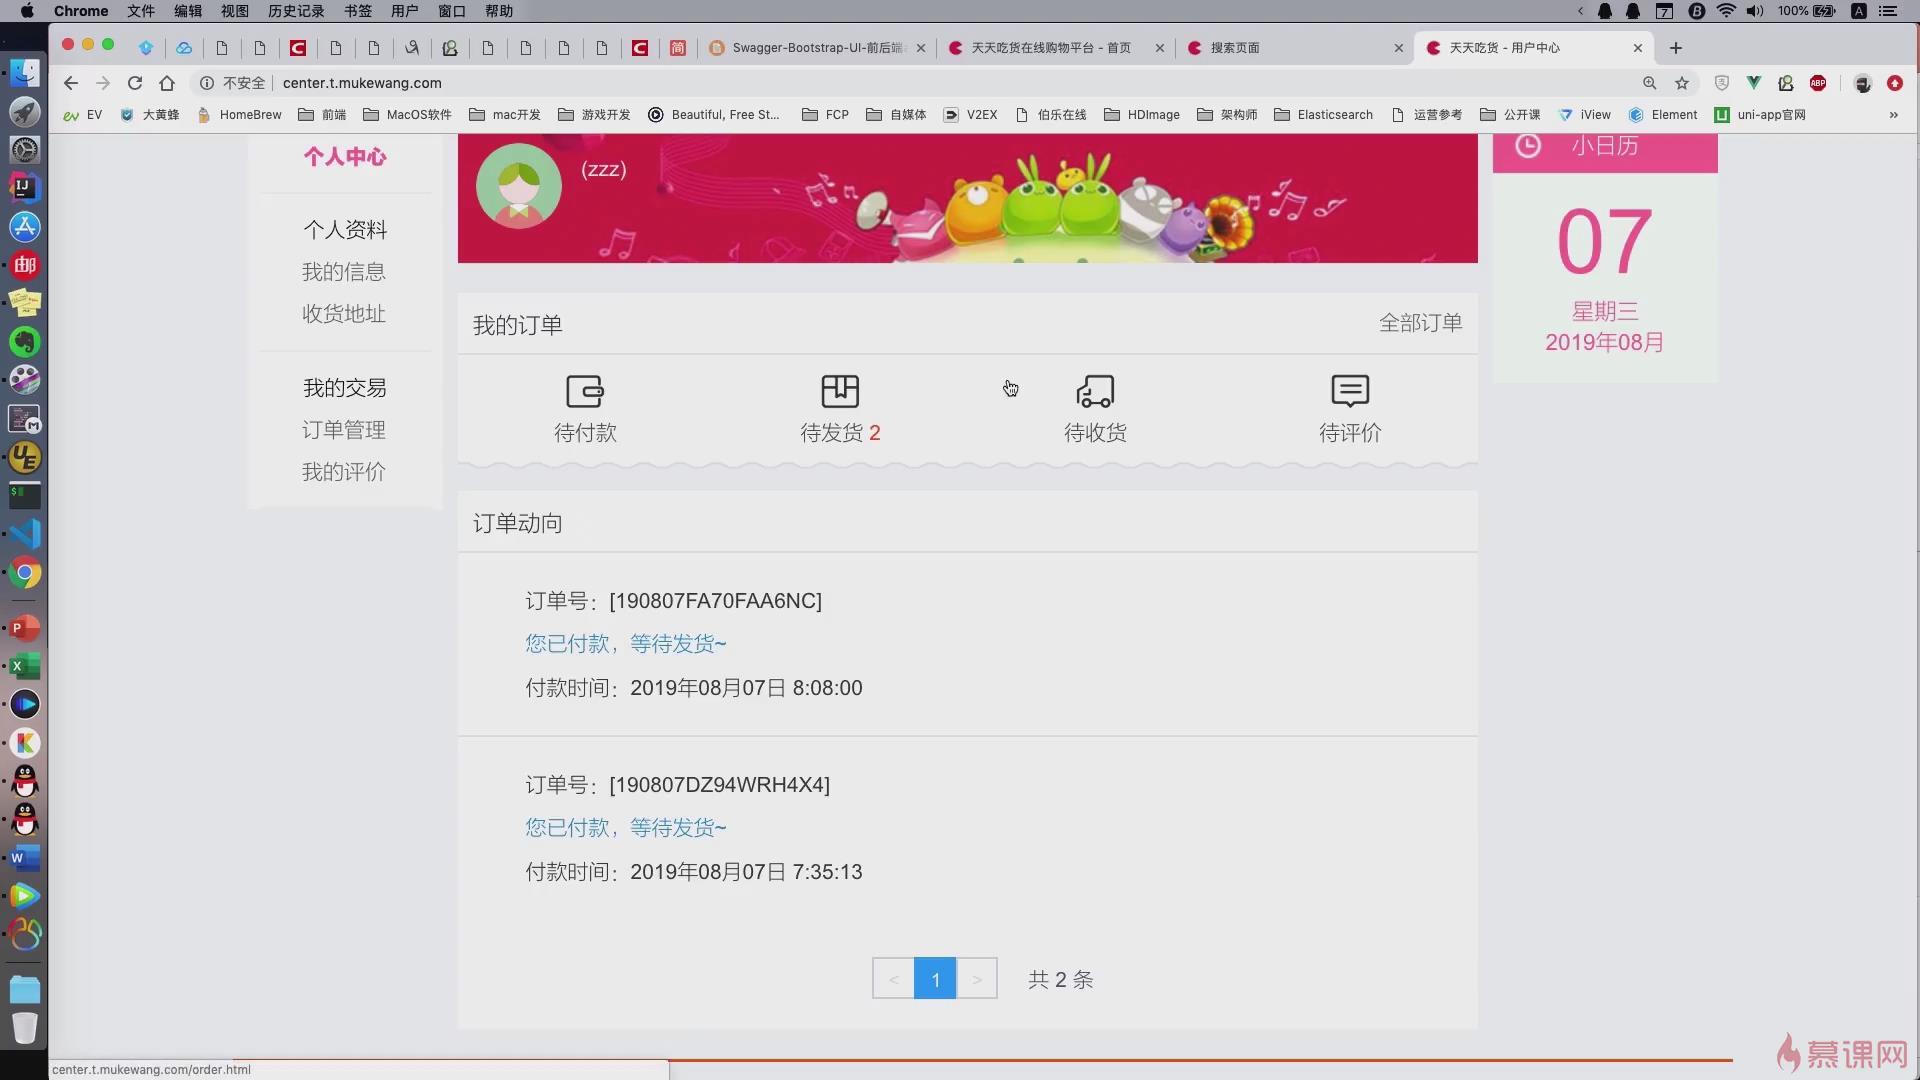 Chrome 文件 编辑 视图 历史记录 书签 用户 窗口 帮助
7 100% A
简 Swagger-Bootstrap-UI-前后端 天天吃货在线购物平台 - 首页 搜索页面 天天吃货 - 用户中心
不安全 center.t.mukewang.com ABP
EV 大黄蜂 HomeBrew 前端 MacOS软件 mac开发 游戏开发 Beautiful, Free St... FCP 自媒体 V2EX 伯乐在线 HDImage 架构师 Elasticsearch 运营参考 公开课 iView Element uni-app官网 »
个人中心
(zzz)
小日历
07
星期三
2019年08月
个人资料
我的信息
收货地址
我的交易
订单管理
我的评价
我的订单
全部订单
待付款
待发货 2
待收货
待评价
订单动向
订单号：[190807FA70FAA6NC]
您已付款，等待发货~
付款时间：2019年08月07日 8:08:00
订单号：[190807DZ94WRH4X4]
您已付款，等待发货~
付款时间：2019年08月07日 7:35:13
< 1 > 共 2 条
center.t.mukewang.com/order.html
慕课网